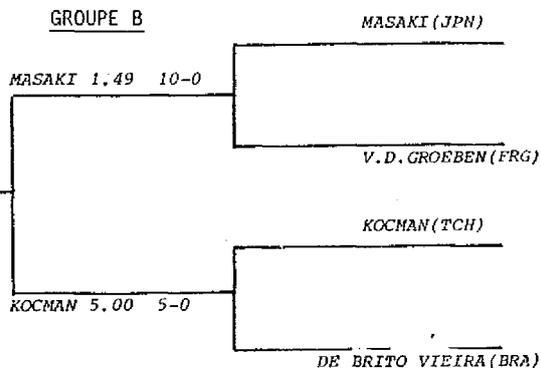 GROUPE B
MASAKI(JPN)
MASAKI 1.49 10-0
V.D.GROEBEN(FRG)
KOCMAN(TCH)
KOCMAN 5.00 5-0
DE BRITO VIEIRA(BRA)